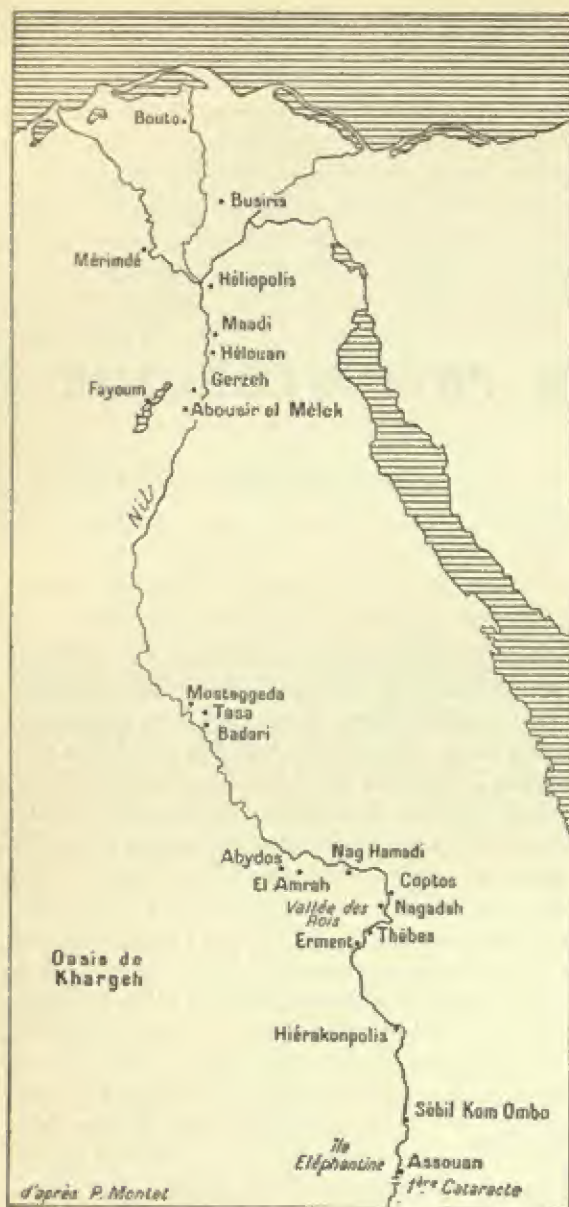 Bouto
Busiris
Mérimdé
Héliopolis
Maadi
Hélouan
Gerzeh
Fayoum
Abousir el Mélek
Nil
Mostaggeda
Tasa
Badari
Nag Hamadi
Abydos
El Amrah
Coptos
Vallée des
Rois
Nagadah
Thèbes
Erment
Oasis de
Khargeh
Hiérakonpolis
Sébil Kom Ombo
Ile
Eléphantine
Assouan
1ère Cataracte
d'après P. Montet